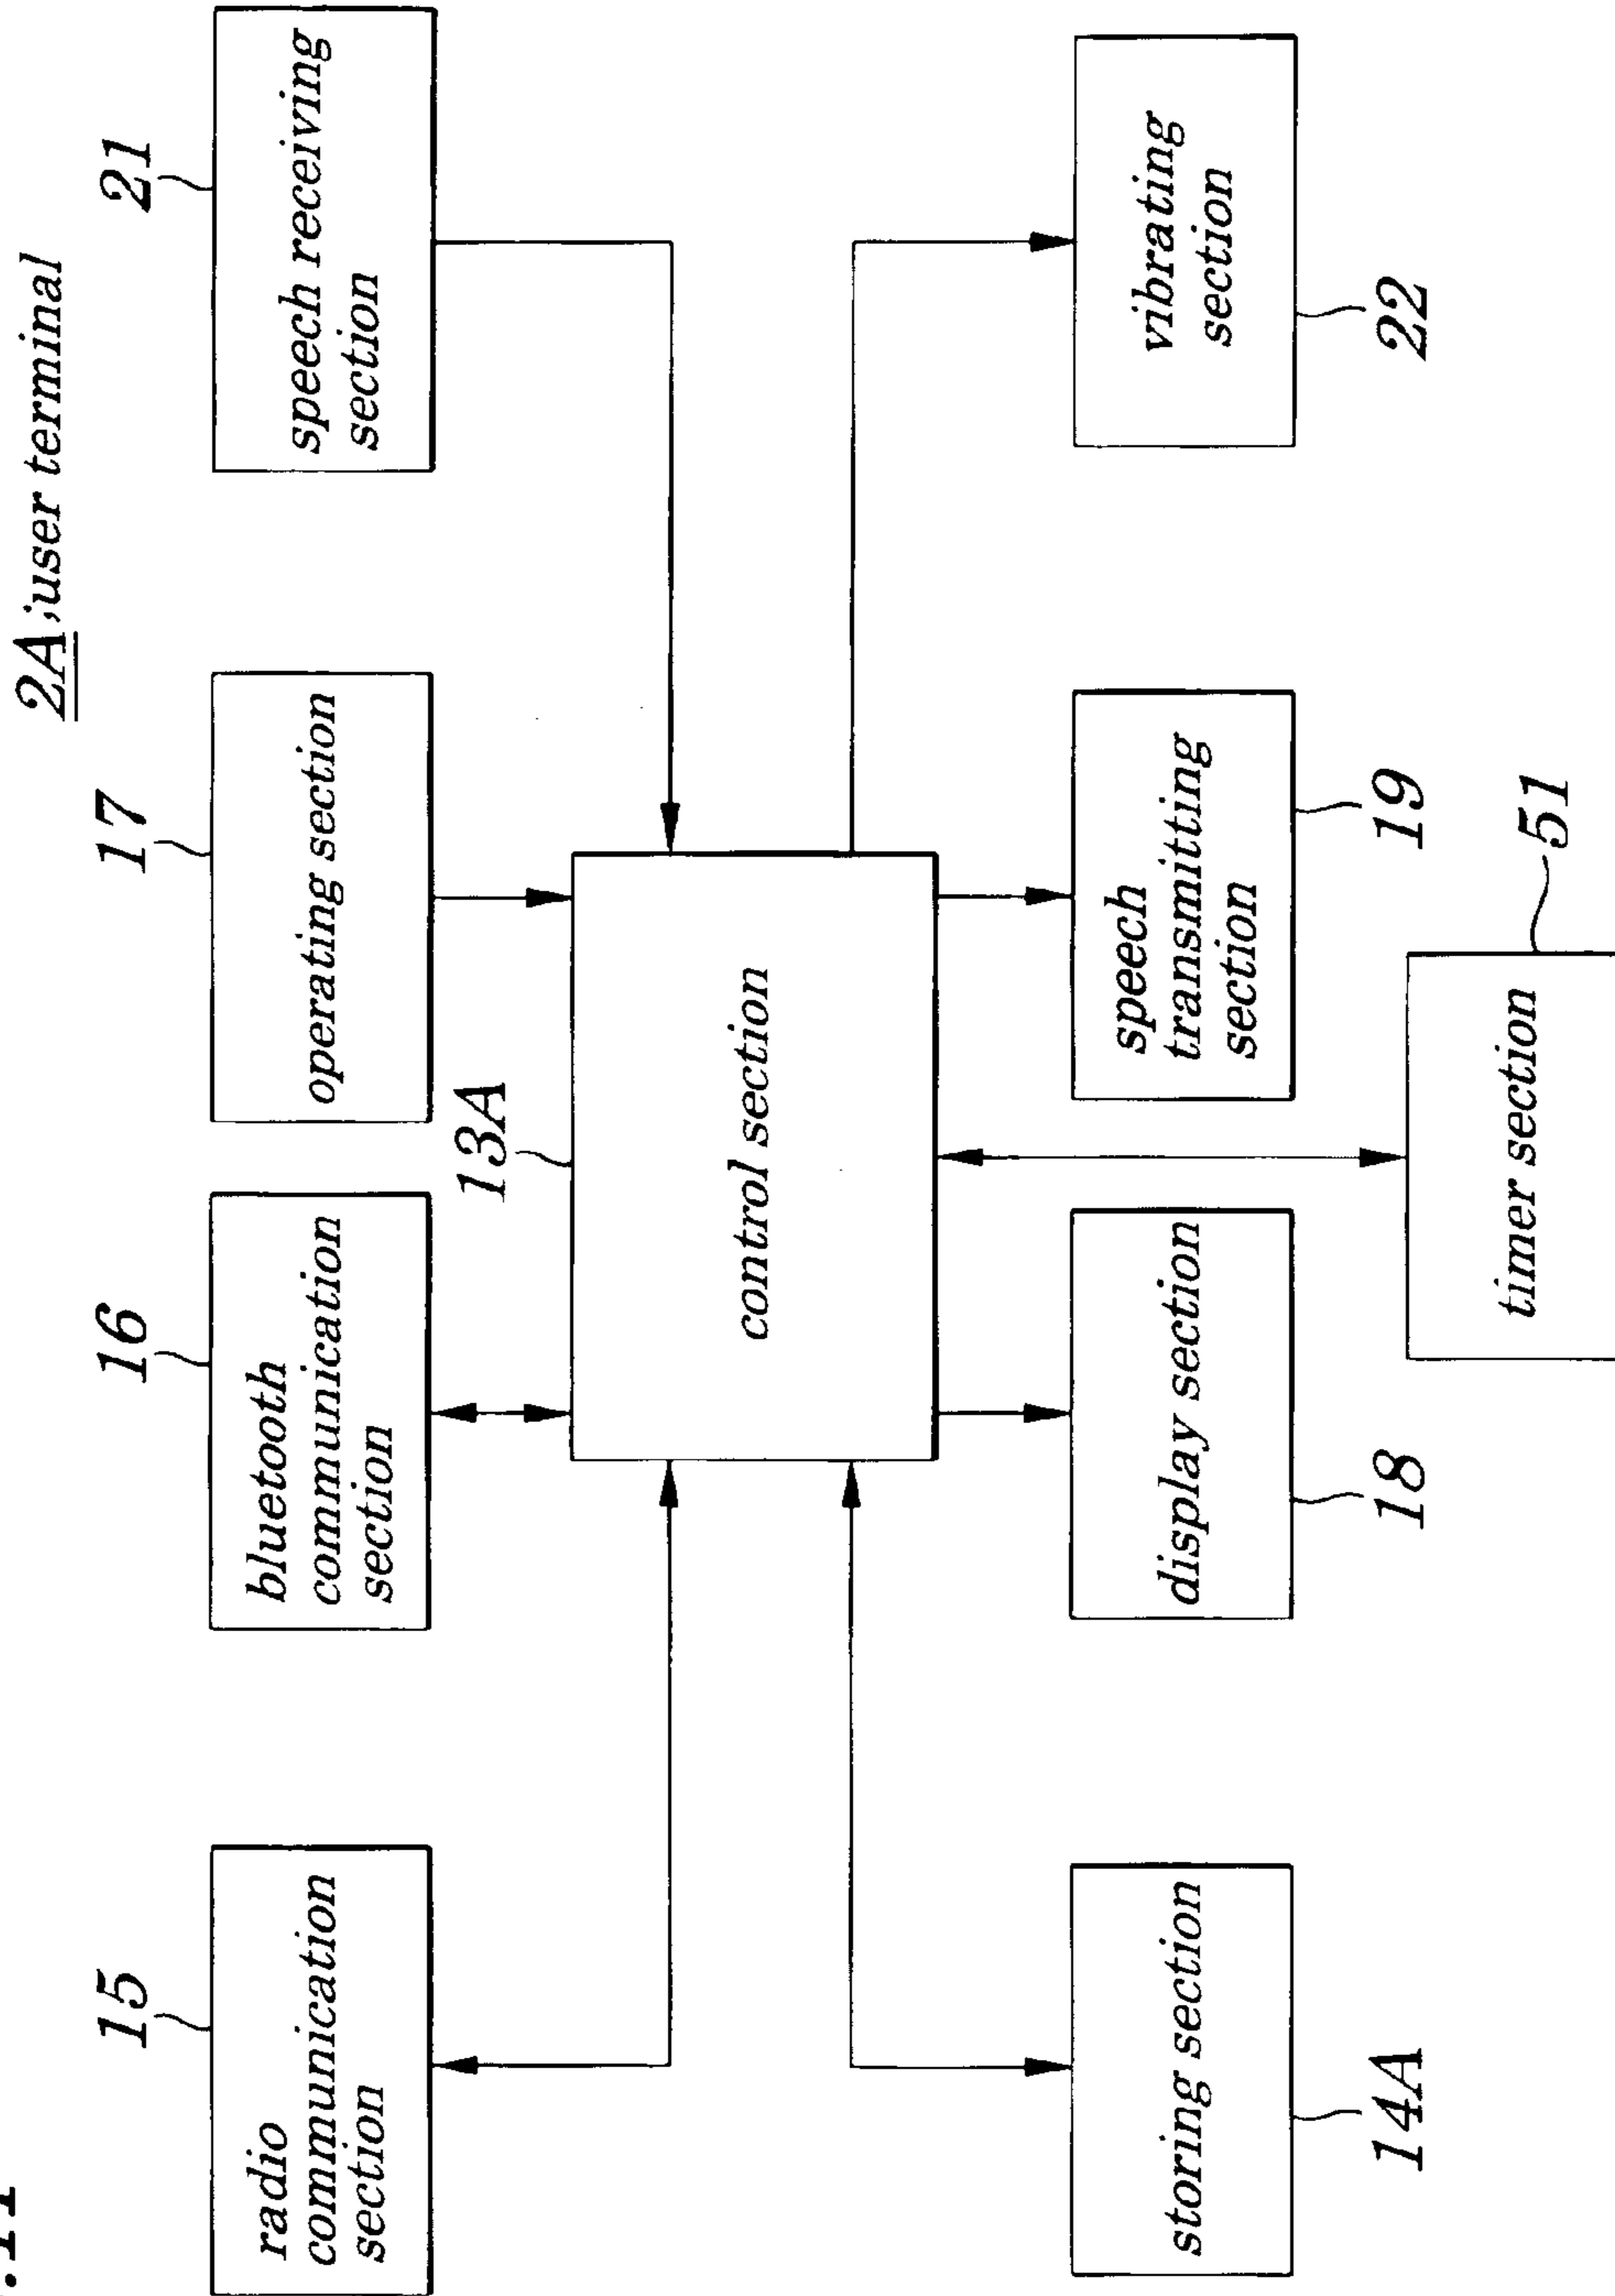 2A;user terminal
15
16
17
21
radio
communication
section
bluetooth
communication
section
operating section
speech receiving
section
13A
control section
storing section
display section
speech
transmitting
section
vibrating
section
14A
18
19
22
timer section
51